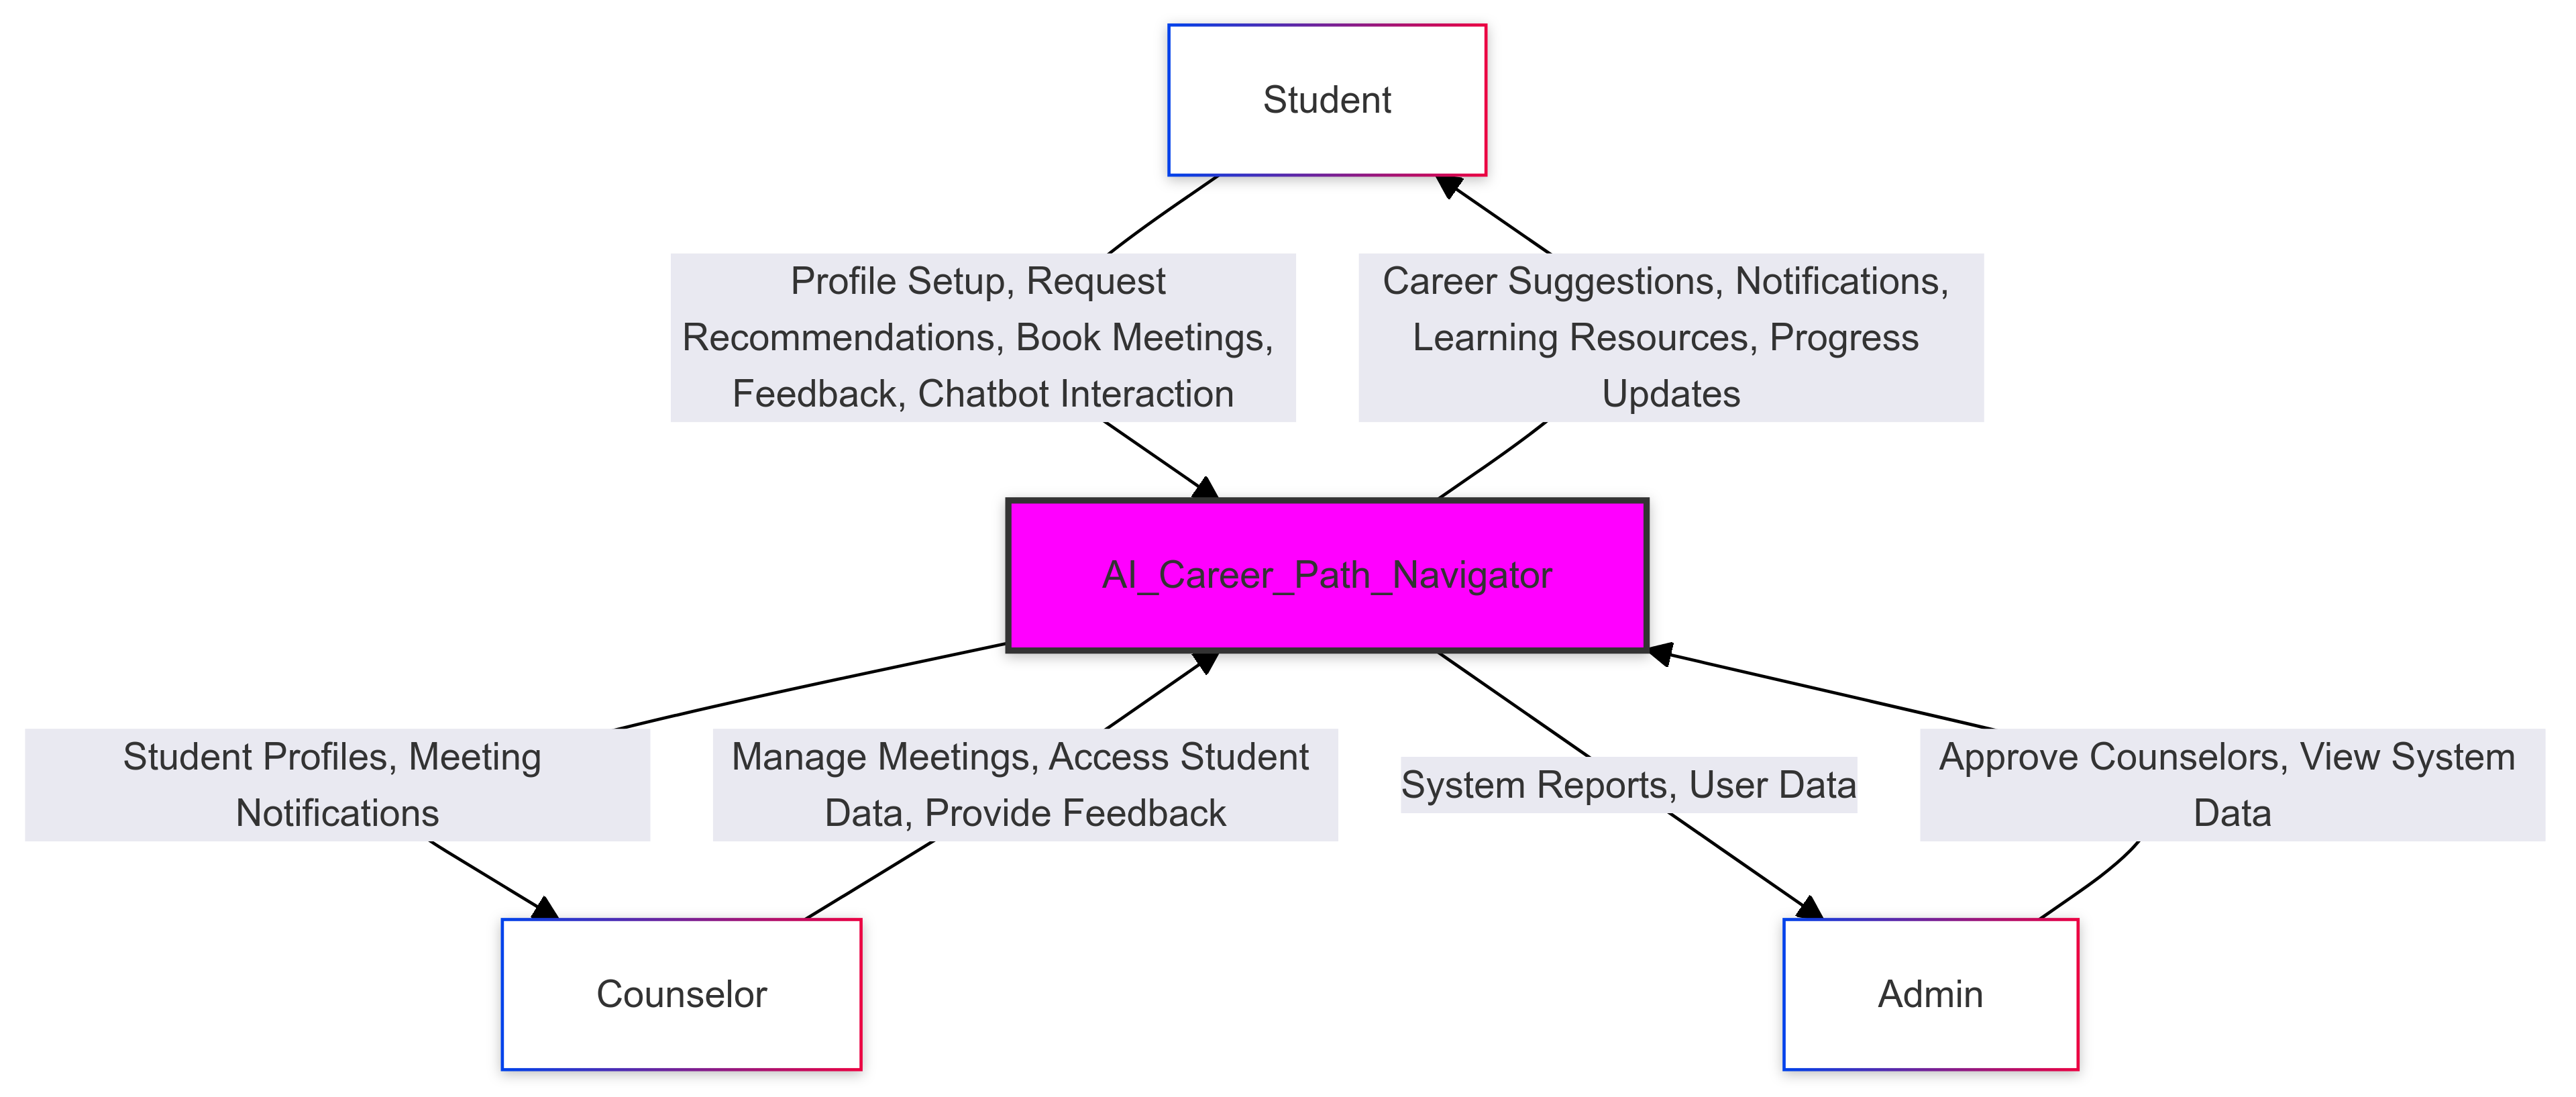 Student
Profile Setup, Request
Recommendations, Book Meetings,
Feedback, Chatbot Interaction
Career Suggestions, Notifications,
Learning Resources, Progress
Updates
AI_Career_Path_Navigator
Student Profiles, Meeting
Notifications
Manage Meetings, Access Student
Data, Provide Feedback
System Reports, User Data
Approve Counselors, View System
Data
Counselor
Admin